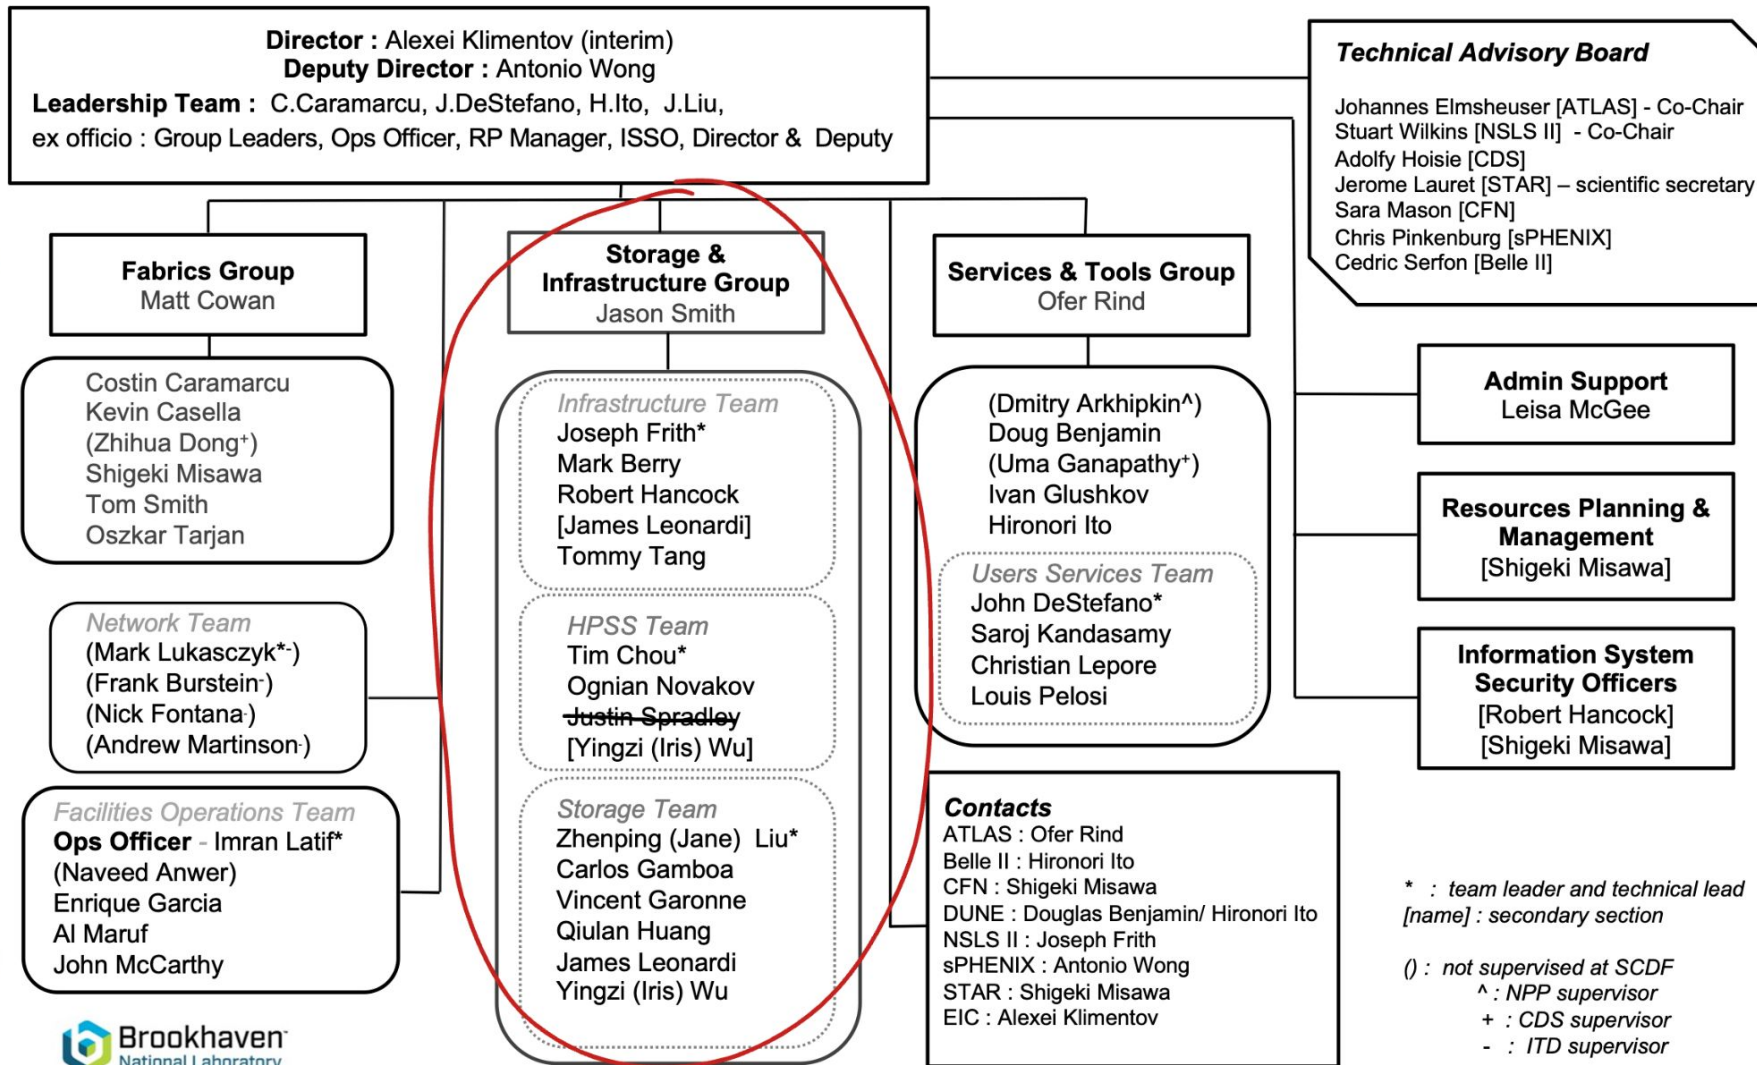 Director : Alexei Klimentov (interim)
Deputy Director : Antonio Wong
Leadership Team : C.Caramarcu, J.DeStefano, H.Ito, J.Liu,
ex officio : Group Leaders, Ops Officer, RP Manager, ISSO, Director & Deputy
Technical Advisory Board
Johannes Elmsheuser [ATLAS] - Co-Chair
Stuart Wilkins [NSLS II] - Co-Chair
Adolfy Hoisie [CDS]
Jerome Lauret [STAR] – scientific secretary
Sara Mason [CFN]
Chris Pinkenburg [sPHENIX]
Cedric Serfon [Belle II]
Fabrics Group
Matt Cowan
Costin Caramarcu
Kevin Casella
(Zhihua Dong+)
Shigeki Misawa
Tom Smith
Oszkar Tarjan
Network Team
(Mark Lukasczyk*-)
(Frank Burstein-)
(Nick Fontana-)
(Andrew Martinson-)
Facilities Operations Team
Ops Officer - Imran Latif*
(Naveed Anwer)
Enrique Garcia
Al Maruf
John McCarthy
Storage &
Infrastructure Group
Jason Smith
Infrastructure Team
Joseph Frith*
Mark Berry
Robert Hancock
[James Leonardi]
Tommy Tang
HPSS Team
Tim Chou*
Ognian Novakov
Justin Spradley
[Yingzi (Iris) Wu]
Storage Team
Zhenping (Jane) Liu*
Carlos Gamboa
Vincent Garonne
Qiulan Huang
James Leonardi
Yingzi (Iris) Wu
Services & Tools Group
Ofer Rind
(Dmitry Arkhipkin^)
Doug Benjamin
(Uma Ganapathy+)
Ivan Glushkov
Hironori Ito
Users Services Team
John DeStefano*
Saroj Kandasamy
Christian Lepore
Louis Pelosi
Contacts
ATLAS : Ofer Rind
Belle II : Hironori Ito
CFN : Shigeki Misawa
DUNE : Douglas Benjamin/ Hironori Ito
NSLS II : Joseph Frith
sPHENIX : Antonio Wong
STAR : Shigeki Misawa
EIC : Alexei Klimentov
Admin Support
Leisa McGee
Resources Planning &
Management
[Shigeki Misawa]
Information System
Security Officers
[Robert Hancock]
[Shigeki Misawa]
* : team leader and technical lead
[name] : secondary section
() : not supervised at SCDF
^ : NPP supervisor
+ : CDS supervisor
- : ITD supervisor
Brookhaven
National Laboratory